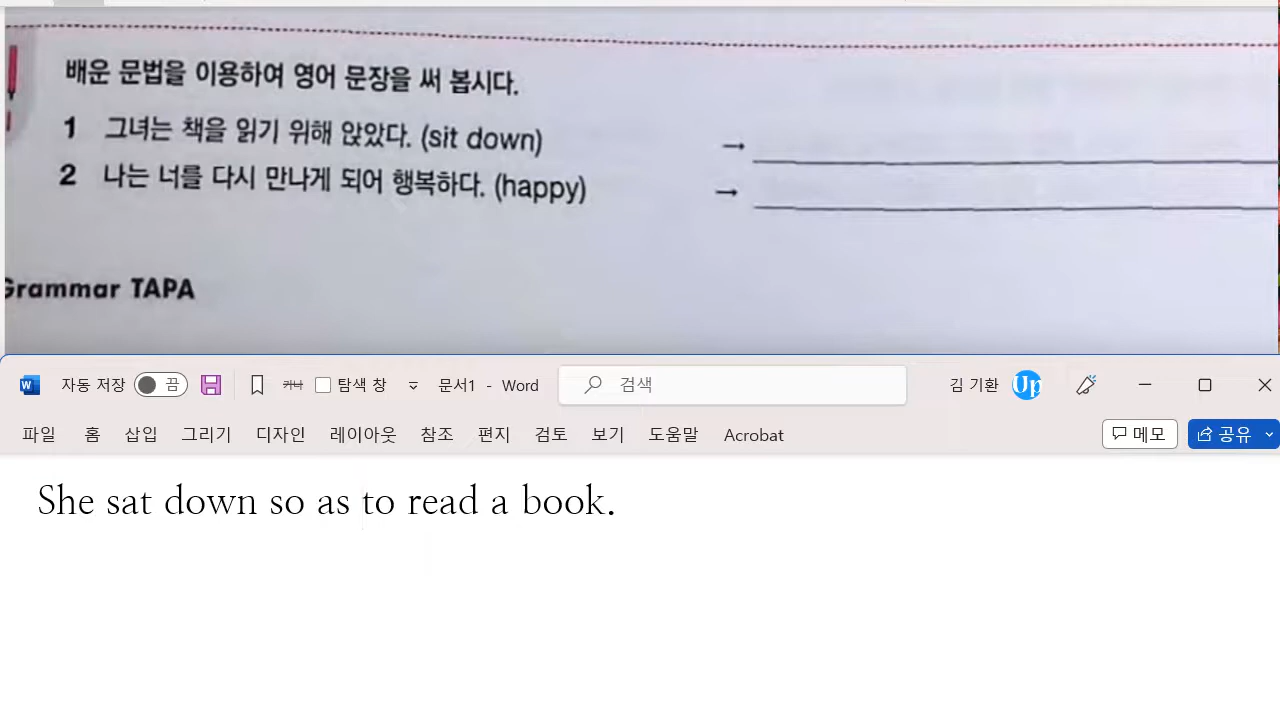 배운 문법을 이용하여 영어 문장을 써 봅시다.
1 그녀는 책을 읽기 위해 앉았다. (sit down) →
2 나는 너를 다시 만나게 되어 행복하다. (happy) →
Grammar TAPA
자동 저장 끔 가나 탐색 창 문서1 - Word 검색 김 기환 Up
파일 홈 삽입 그리기 디자인 레이아웃 참조 편지 검토 보기 도움말 Acrobat 메모 공유
She sat down so as to read a book.